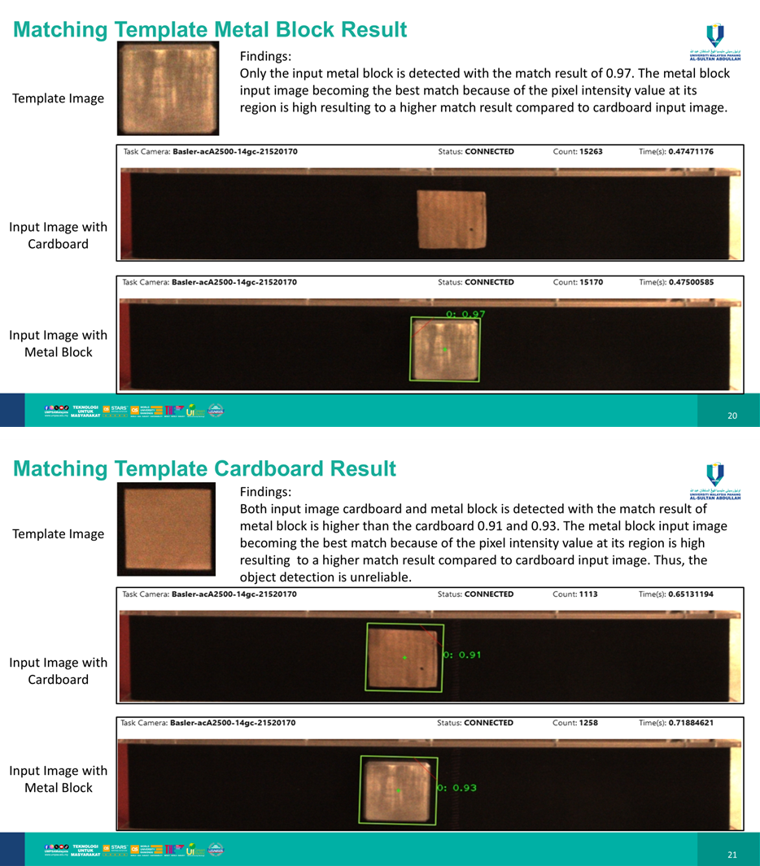 Matching Template Metal Block Result
UNIVERSITI MALAYSIA PAHANG
AL-SULTAN ABDULLAH
Findings:
Only the input metal block is detected with the match result of 0.97. The metal block
input image becoming the best match because of the pixel intensity value at its
region is high resulting to a higher match result compared to cardboard input image.
Template Image
Task Camera: Basler-acA2500-14gc-21520170 Status: CONNECTED Count: 15263 Time(s): 0.47471176
Input Image with
Cardboard
Task Camera: Basler-acA2500-14gc-21520170 Status: CONNECTED Count: 15170 Time(s): 0.47500585
0: 0.97
Input Image with
Metal Block
TEKNOLOGI
UNTUK
MASYARAKAT
STARS
20
Matching Template Cardboard Result
UNIVERSITI MALAYSIA PAHANG
AL-SULTAN ABDULLAH
Findings:
Both input image cardboard and metal block is detected with the match result of
metal block is higher than the cardboard 0.91 and 0.93. The metal block input image
becoming the best match because of the pixel intensity value at its region is high
resulting  to a higher match result compared to cardboard input image. Thus, the
object detection is unreliable.
Template Image
Task Camera: Basler-acA2500-14gc-21520170 Status: CONNECTED Count: 1113 Time(s): 0.65131194
0: 0.91
Input Image with
Cardboard
Task Camera: Basler-acA2500-14gc-21520170 Status: CONNECTED Count: 1258 Time(s): 0.71884621
0: 0.93
Input Image with
Metal Block
TEKNOLOGI
UNTUK
MASYARAKAT
STARS
21